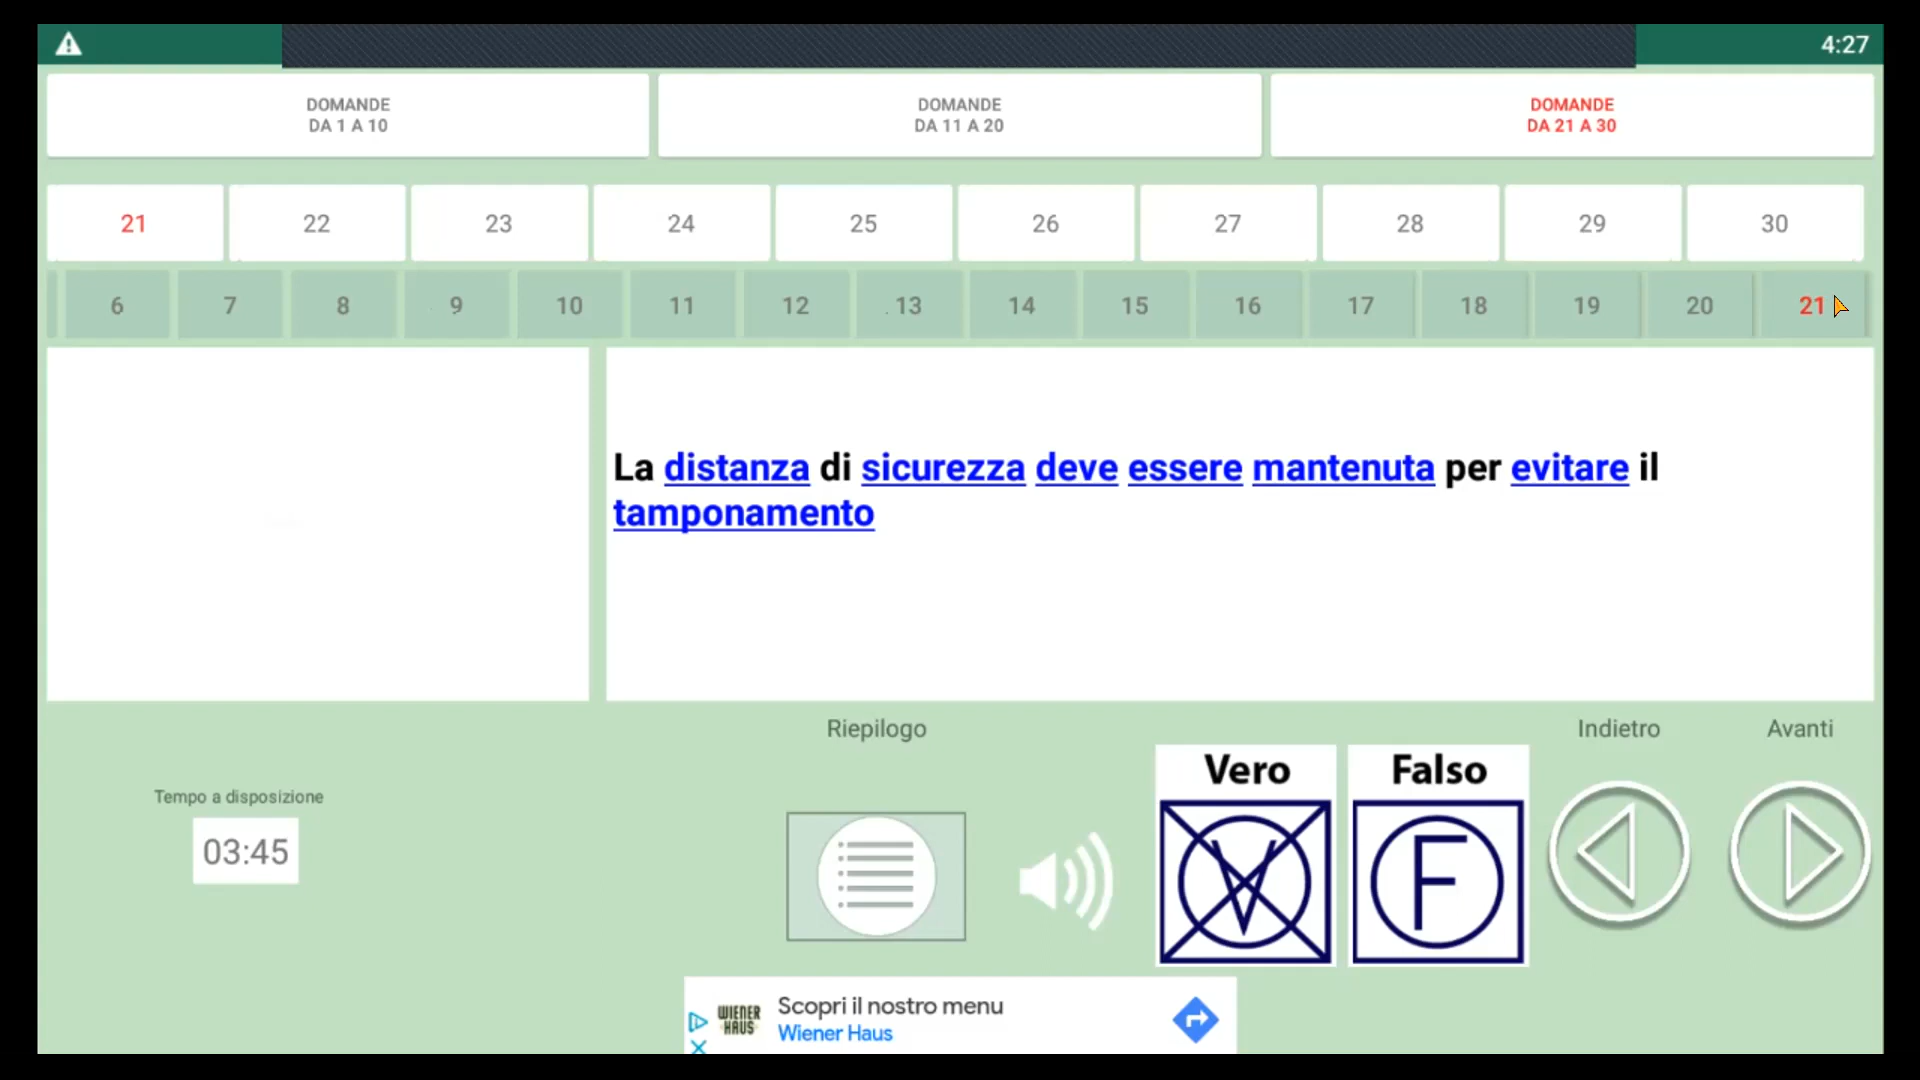 4:27
DOMANDE
DA 1 A 10
DOMANDE
DA 11 A 20
DOMANDE
DA 21 A 30
21 22 23 24 25 26 27 28 29 30
6 7 8 9 10 11 12 13 14 15 16 17 18 19 20 21
La distanza di sicurezza deve essere mantenuta per evitare il
tamponamento
Riepilogo
Indietro
Avanti
Vero
Falso
V
F
Tempo a disposizione
03:45
WIENER
HAUS
Scopri il nostro menu
Wiener Haus